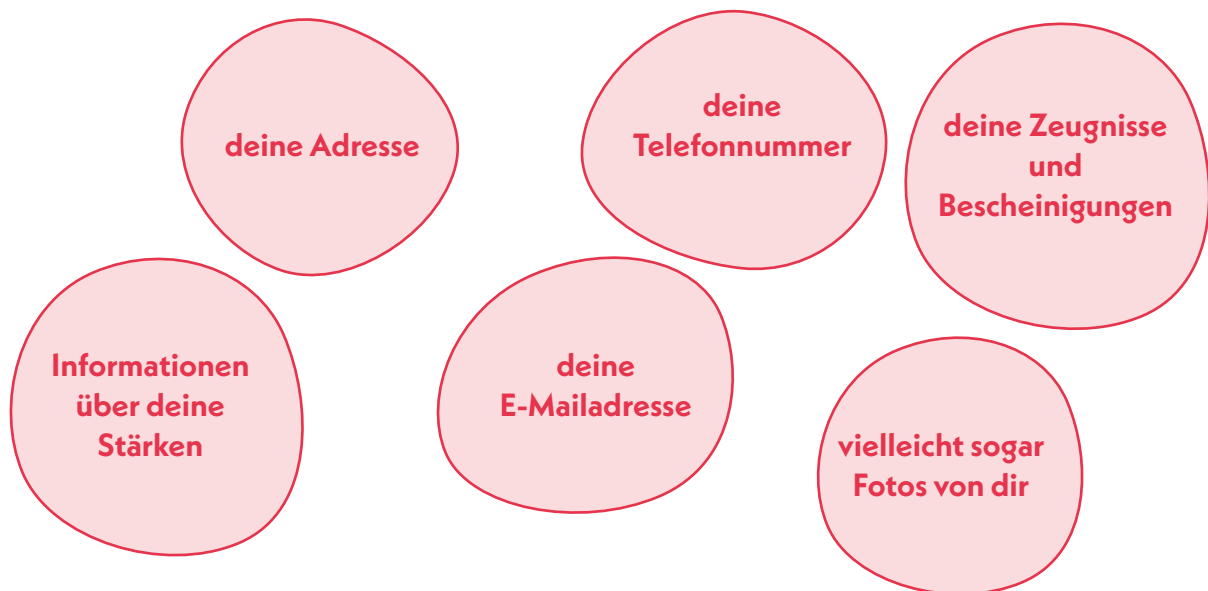 deine Adresse
deine
Telefonnummer
deine Zeugnisse
und
Bescheinigungen
Informationen
über deine
Stärken
deine
E-Mailadresse
vielleicht sogar
Fotos von dir